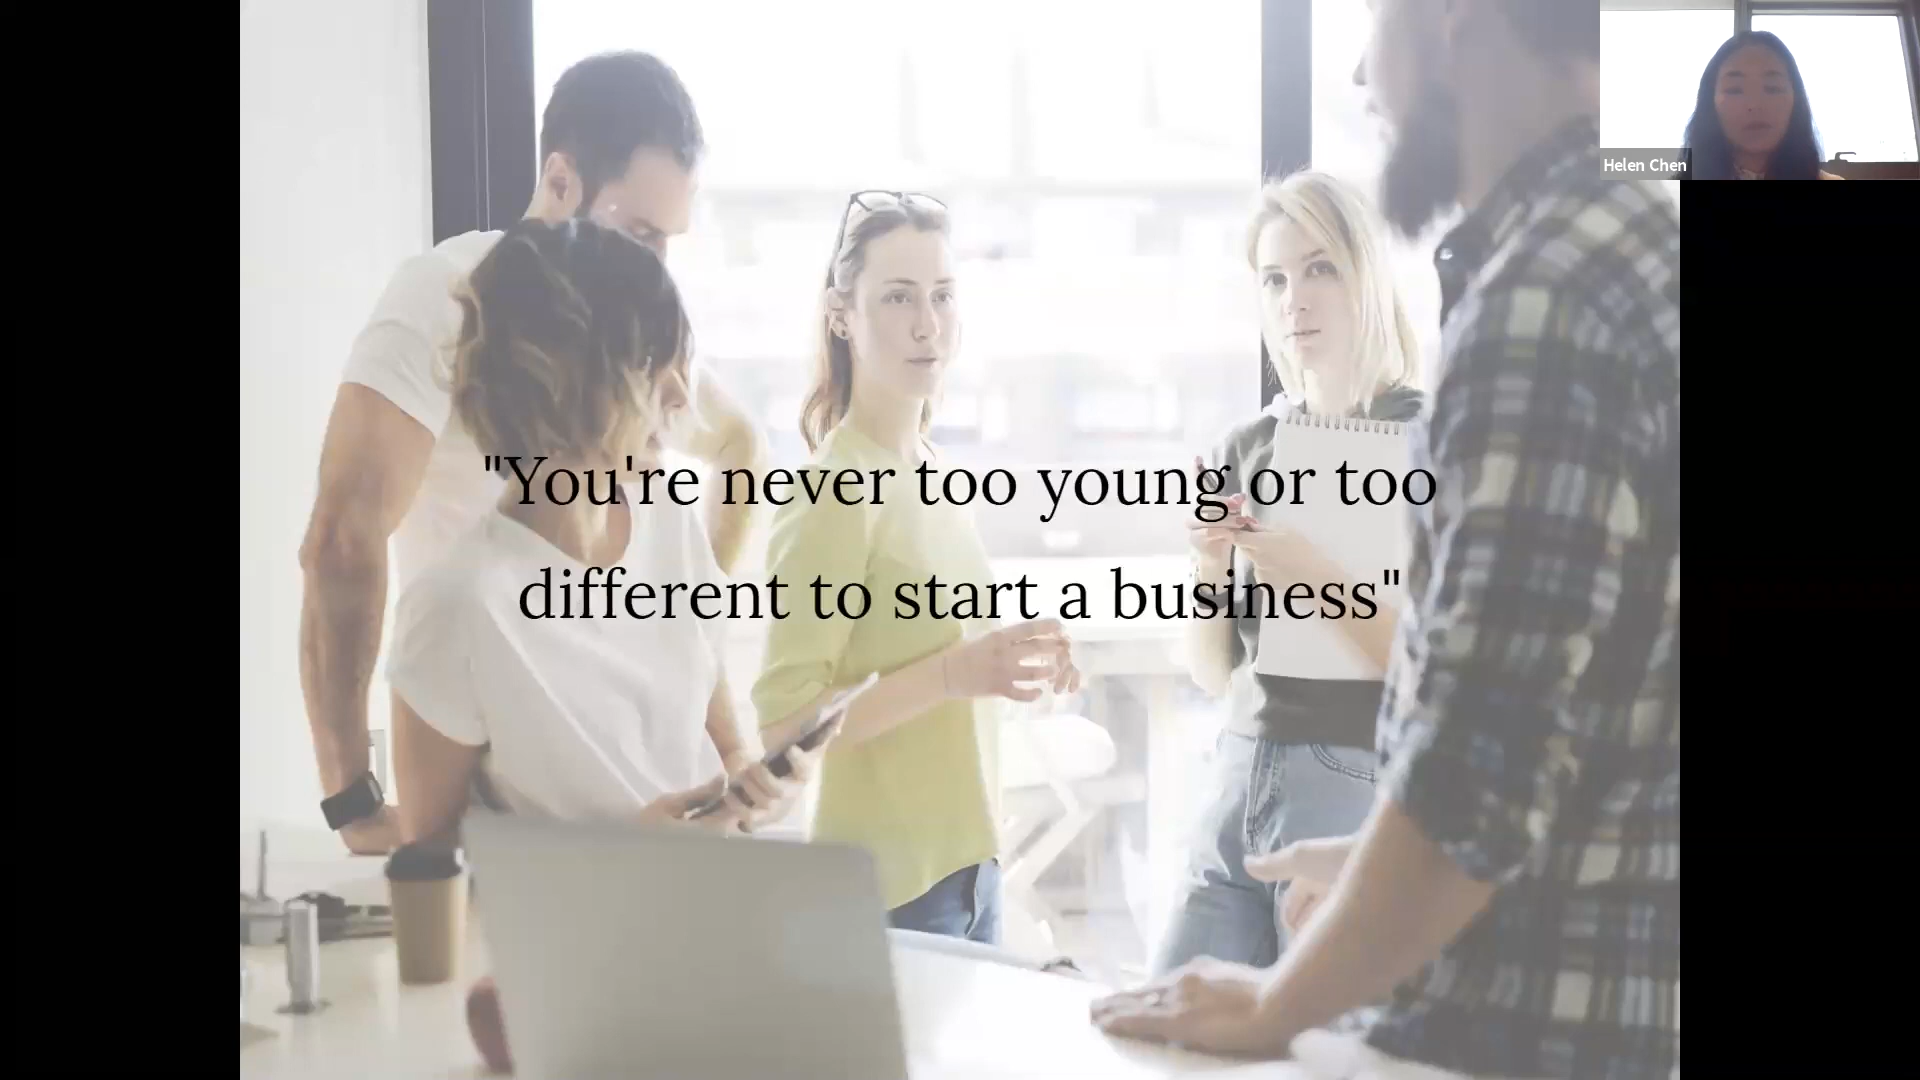 Helen Chen
"You're never too young or too
different to start a business"